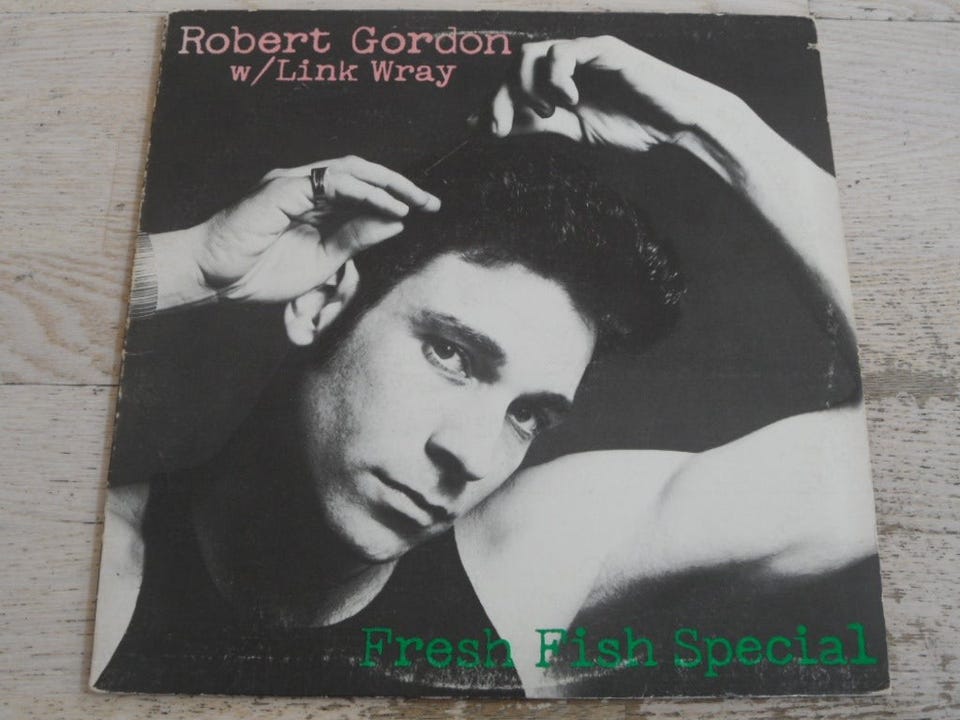 Robert Gordon
w/Link Wray
Fresh Fish Special